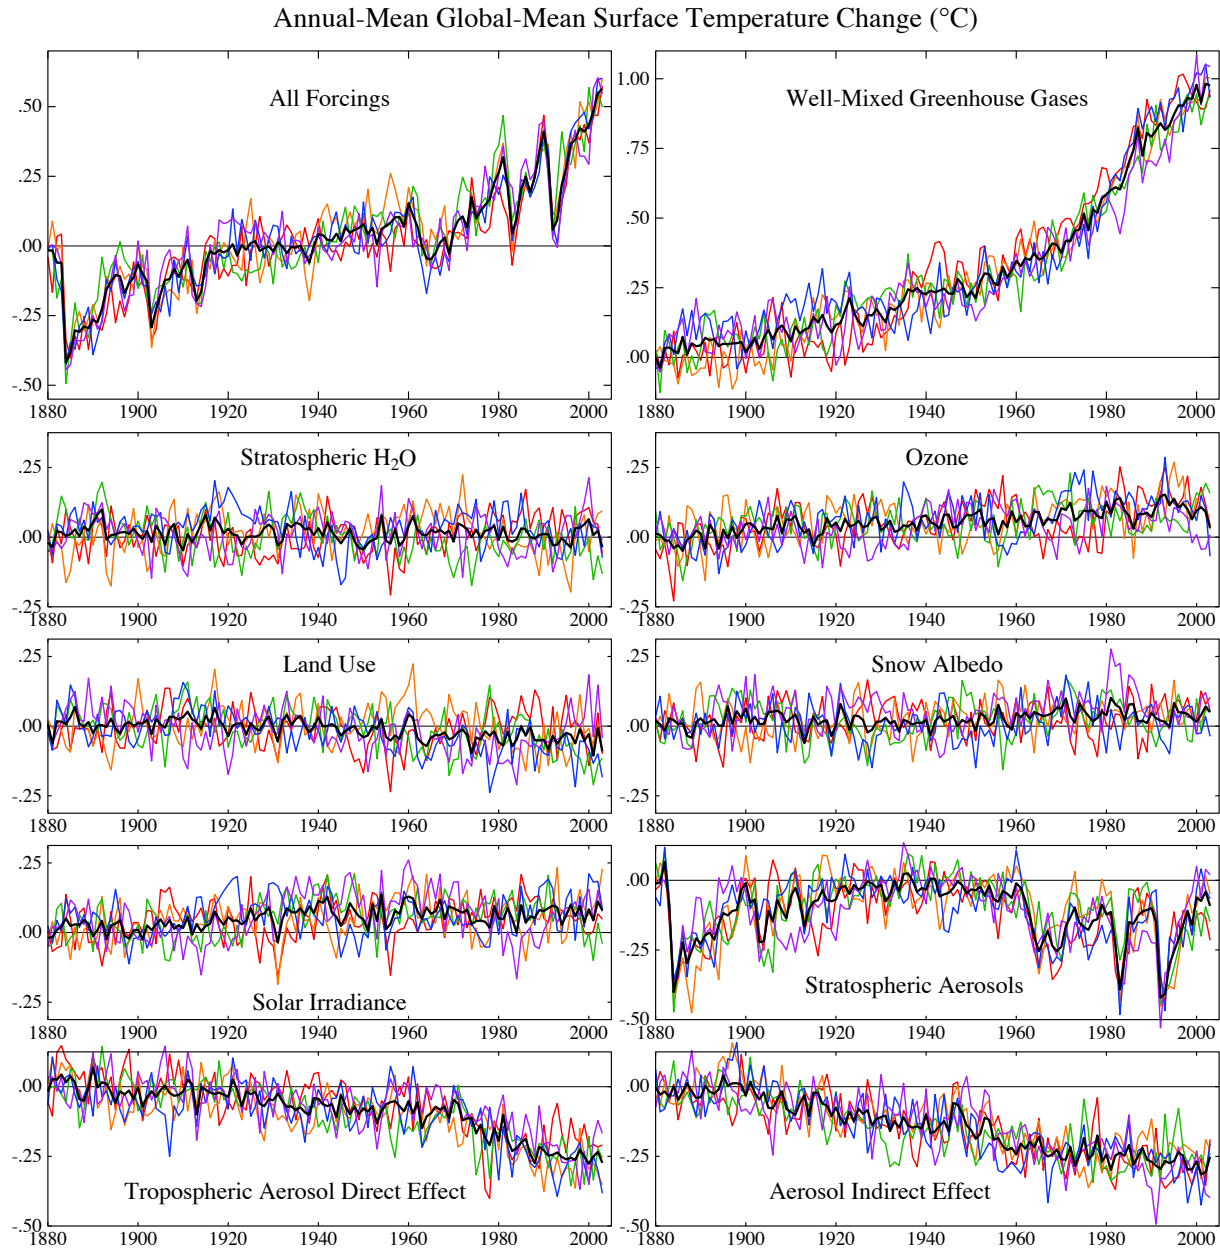 Annual-Mean Global-Mean Surface Temperature Change (°C)
All Forcings
.50
.25
.00
-.25
-.50
1880 1900 1920 1940 1960 1980 2000
Well-Mixed Greenhouse Gases
1.00
.75
.50
.25
.00
1880 1900 1920 1940 1960 1980 2000
Stratospheric H₂O
.25
.00
-.25
1880 1900 1920 1940 1960 1980 2000
Ozone
.25
.00
-.25
1880 1900 1920 1940 1960 1980 2000
Land Use
.25
.00
-.25
1880 1900 1920 1940 1960 1980 2000
Snow Albedo
.25
.00
-.25
1880 1900 1920 1940 1960 1980 2000
.25
.00
-.25
Solar Irradiance
1880 1900 1920 1940 1960 1980 2000
.00
-.25
Stratospheric Aerosols
-.50
1880 1900 1920 1940 1960 1980 2000
.00
-.25
Tropospheric Aerosol Direct Effect
-.50
1880 1900 1920 1940 1960 1980 2000
.00
-.25
Aerosol Indirect Effect
-.50
1880 1900 1920 1940 1960 1980 2000